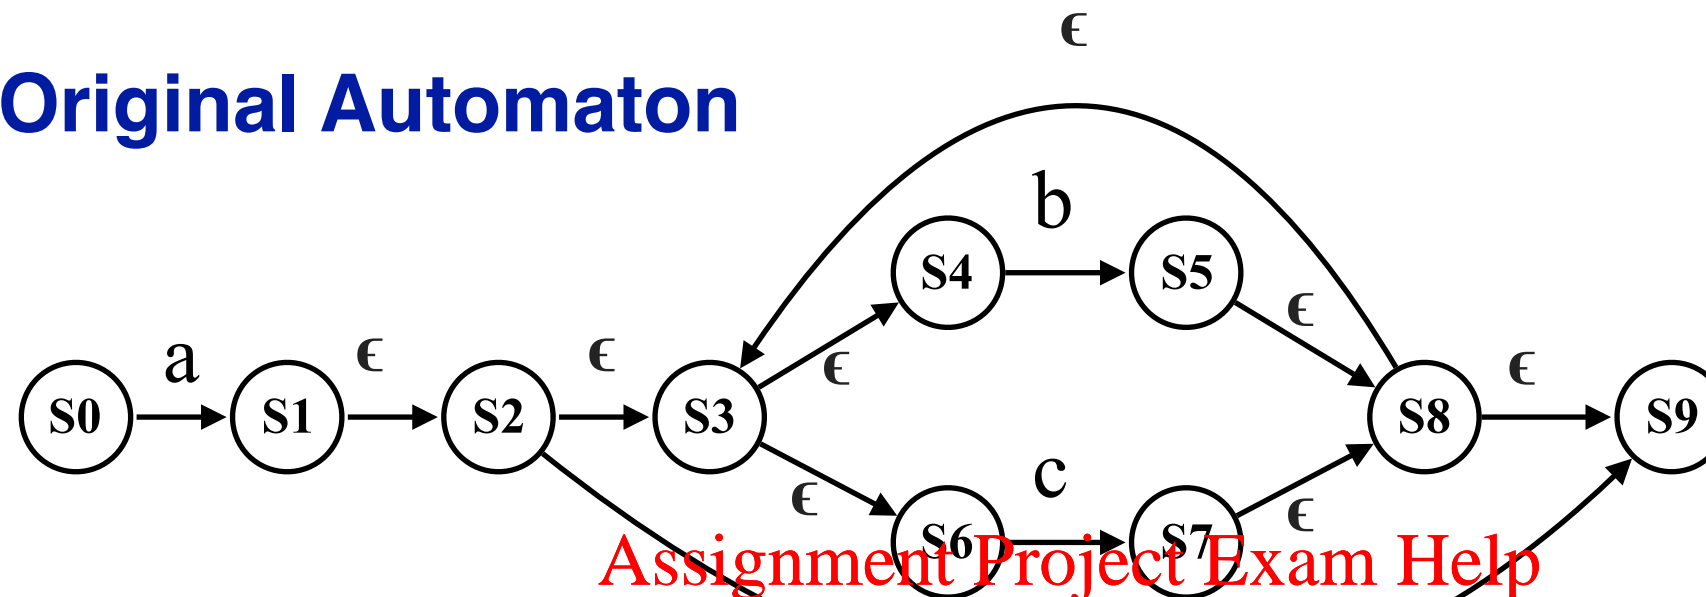 ϵ
Original Automaton
b
S4 S5
ϵ
a ϵ ϵ ϵ ϵ
S0 S1 S2 S3 S8 S9
c
ϵ ϵ
S6 S7
Assignment Project Exam Help